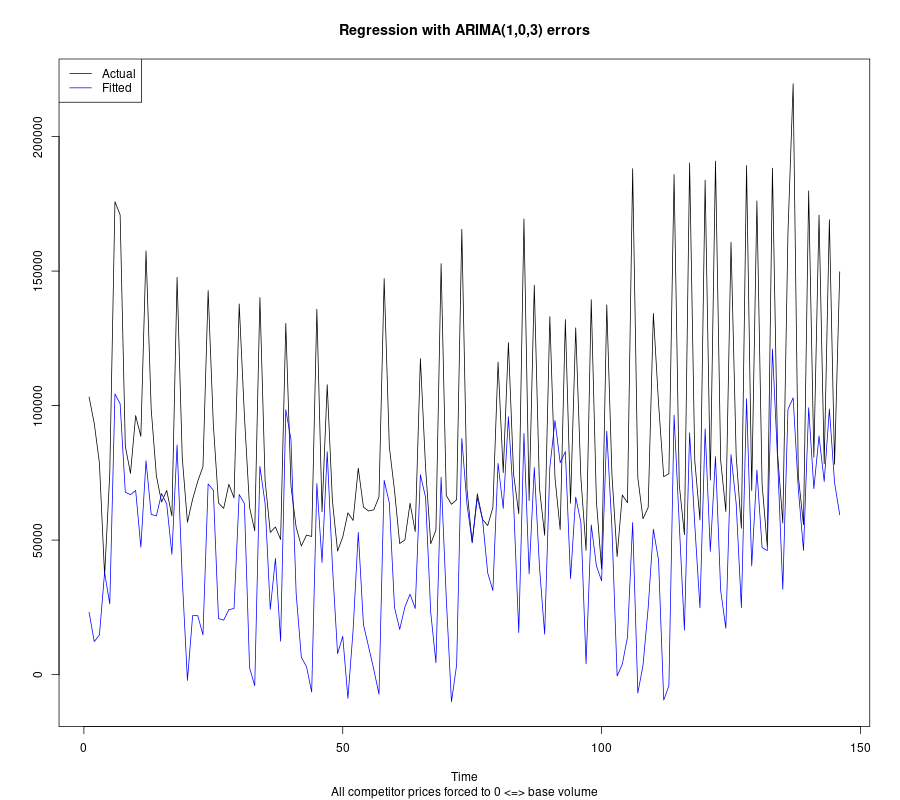 Regression with ARIMA(1,0,3) errors
Actual
Fitted
200000
150000
100000
50000
0
0 50 100 150
Time
All competitor prices forced to 0 <=> base volume